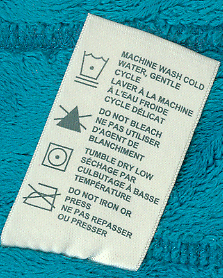 MACHINE WASH COLD
WATER, GENTLE
CYCLE
LAVER À LA MACHINE
À L'EAU FROIDE
CYCLE DÉLICAT
DO NOT BLEACH
NE PAS UTILISER
D'AGENT DE
BLANCHIMENT
TUMBLE DRY LOW
SÉCHAGE PAR
CULBUTAGE À BASSE
TEMPÉRATURE
DO NOT IRON OR
PRESS
NE PAS REPASSER
OU PRESSER